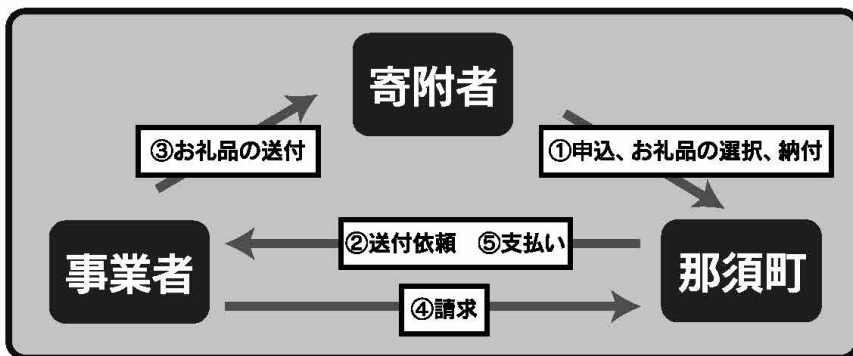 寄附者
③お礼品の送付
①申込、お礼品の選択、納付
②送付依頼 ⑤支払い
事業者
那須町
④請求